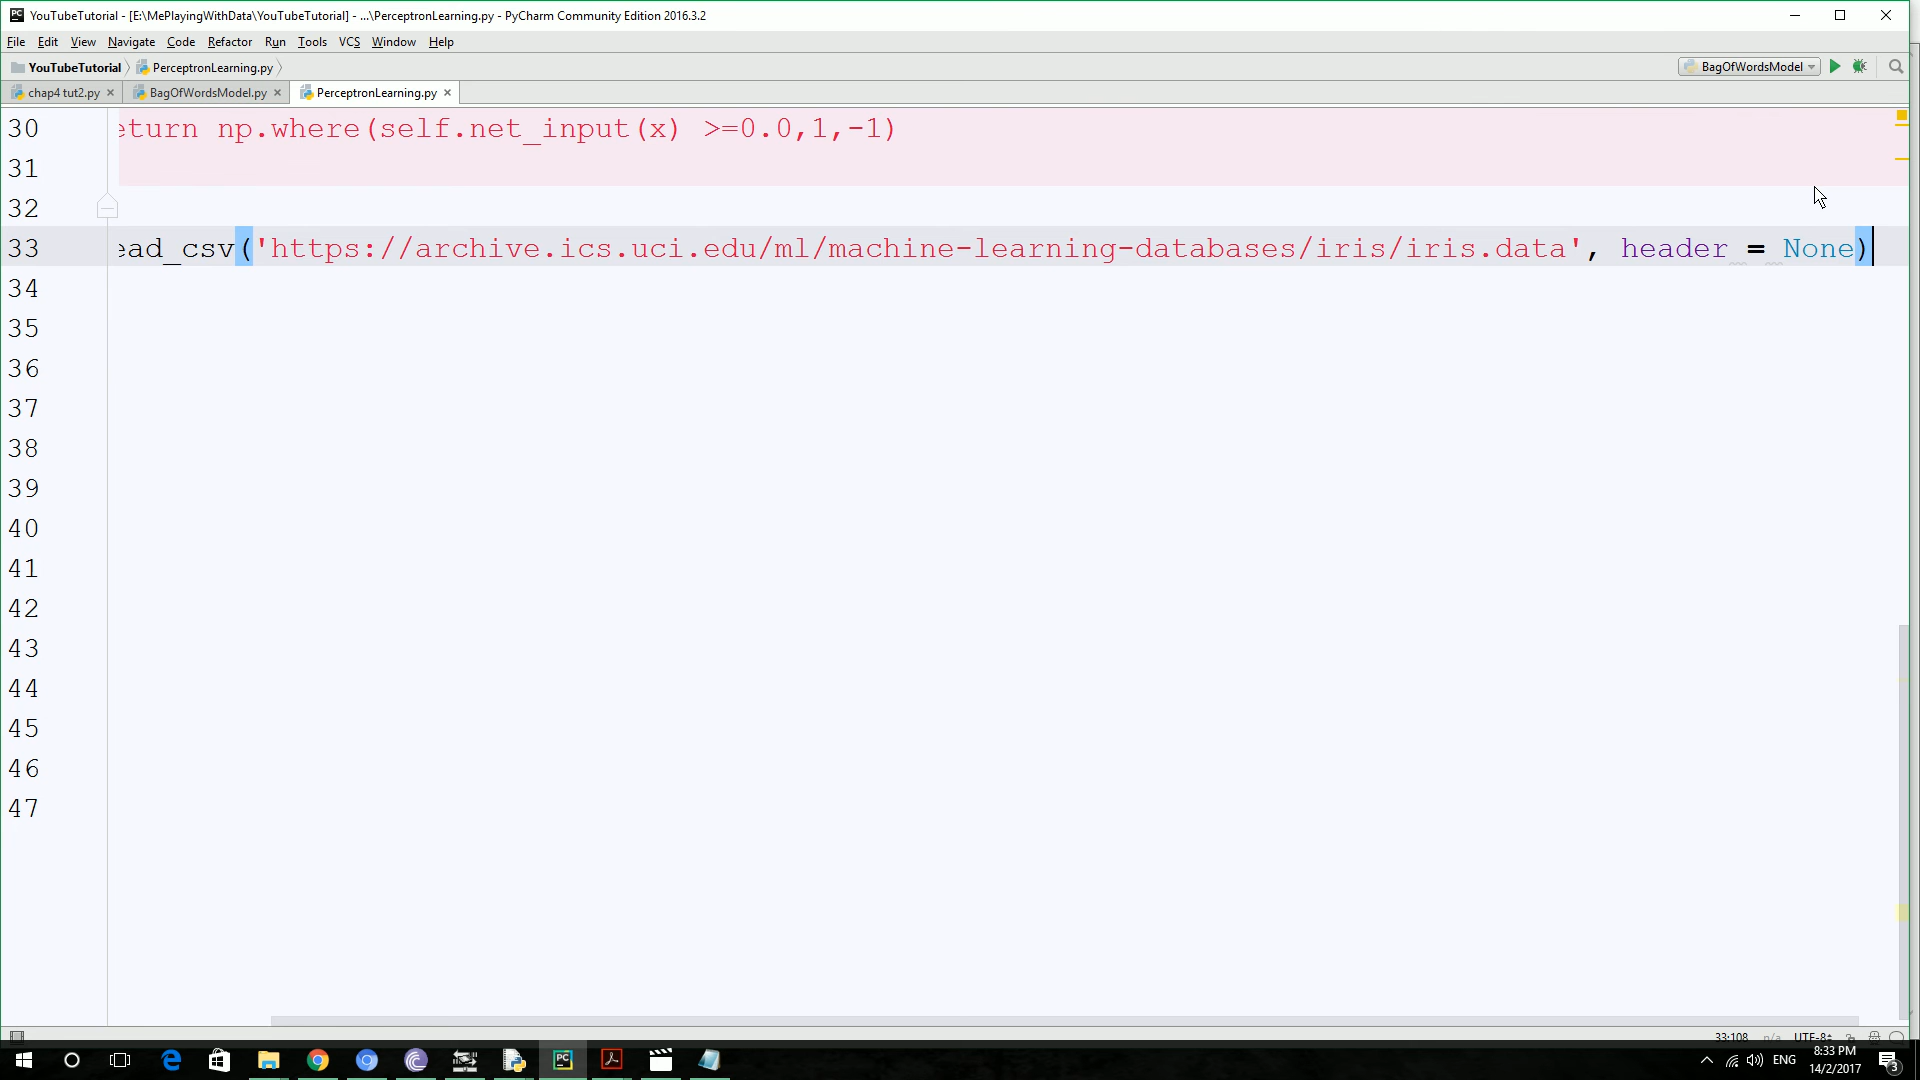 YouTubeTutorial - [E:\MePlayingWithData\YouTubeTutorial] - ...\PerceptronLearning.py - PyCharm Community Edition 2016.3.2
File Edit View Navigate Code Refactor Run Tools VCS Window Help
YouTubeTutorial PerceptronLearning.py BagOfWordsModel
chap4 tut2.py BagOfWordsModel.py PerceptronLearning.py
30 eturn np.where(self.net_input(x) >=0.0,1,-1)
31
32
33 ead_csv('https://archive.ics.uci.edu/ml/machine-learning-databases/iris/iris.data', header = None)
34
35
36
37
38
39
40
41
42
43
44
45
46
47
33:108 n/a UTF-8
ENG 8:33 PM
14/2/2017 3